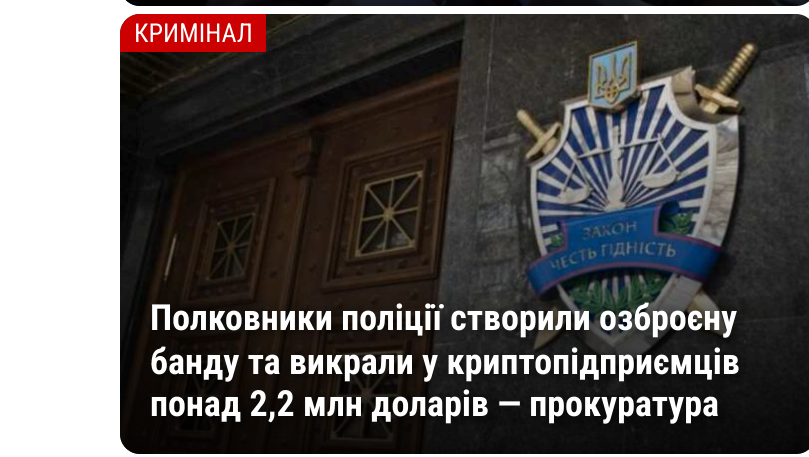 КРИМІНАЛ
ЗАКОН
ЧЕСТЬ ГІДНІСТЬ
Полковники поліції створили озброєну
банду та викрали у криптопідприємців
понад 2,2 млн доларів — прокуратура